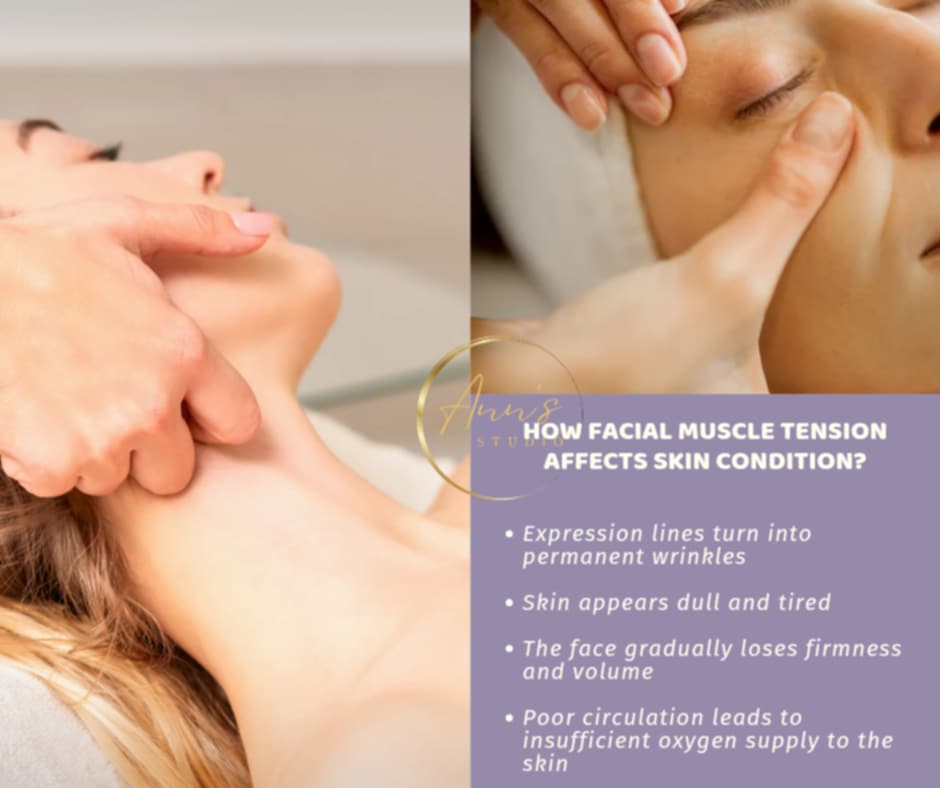 Ann's
STUDIO
HOW FACIAL MUSCLE TENSION
AFFECTS SKIN CONDITION?
• Expression lines turn into
permanent wrinkles
• Skin appears dull and tired
• The face gradually loses firmness
and volume
• Poor circulation leads to
insufficient oxygen supply to the
skin